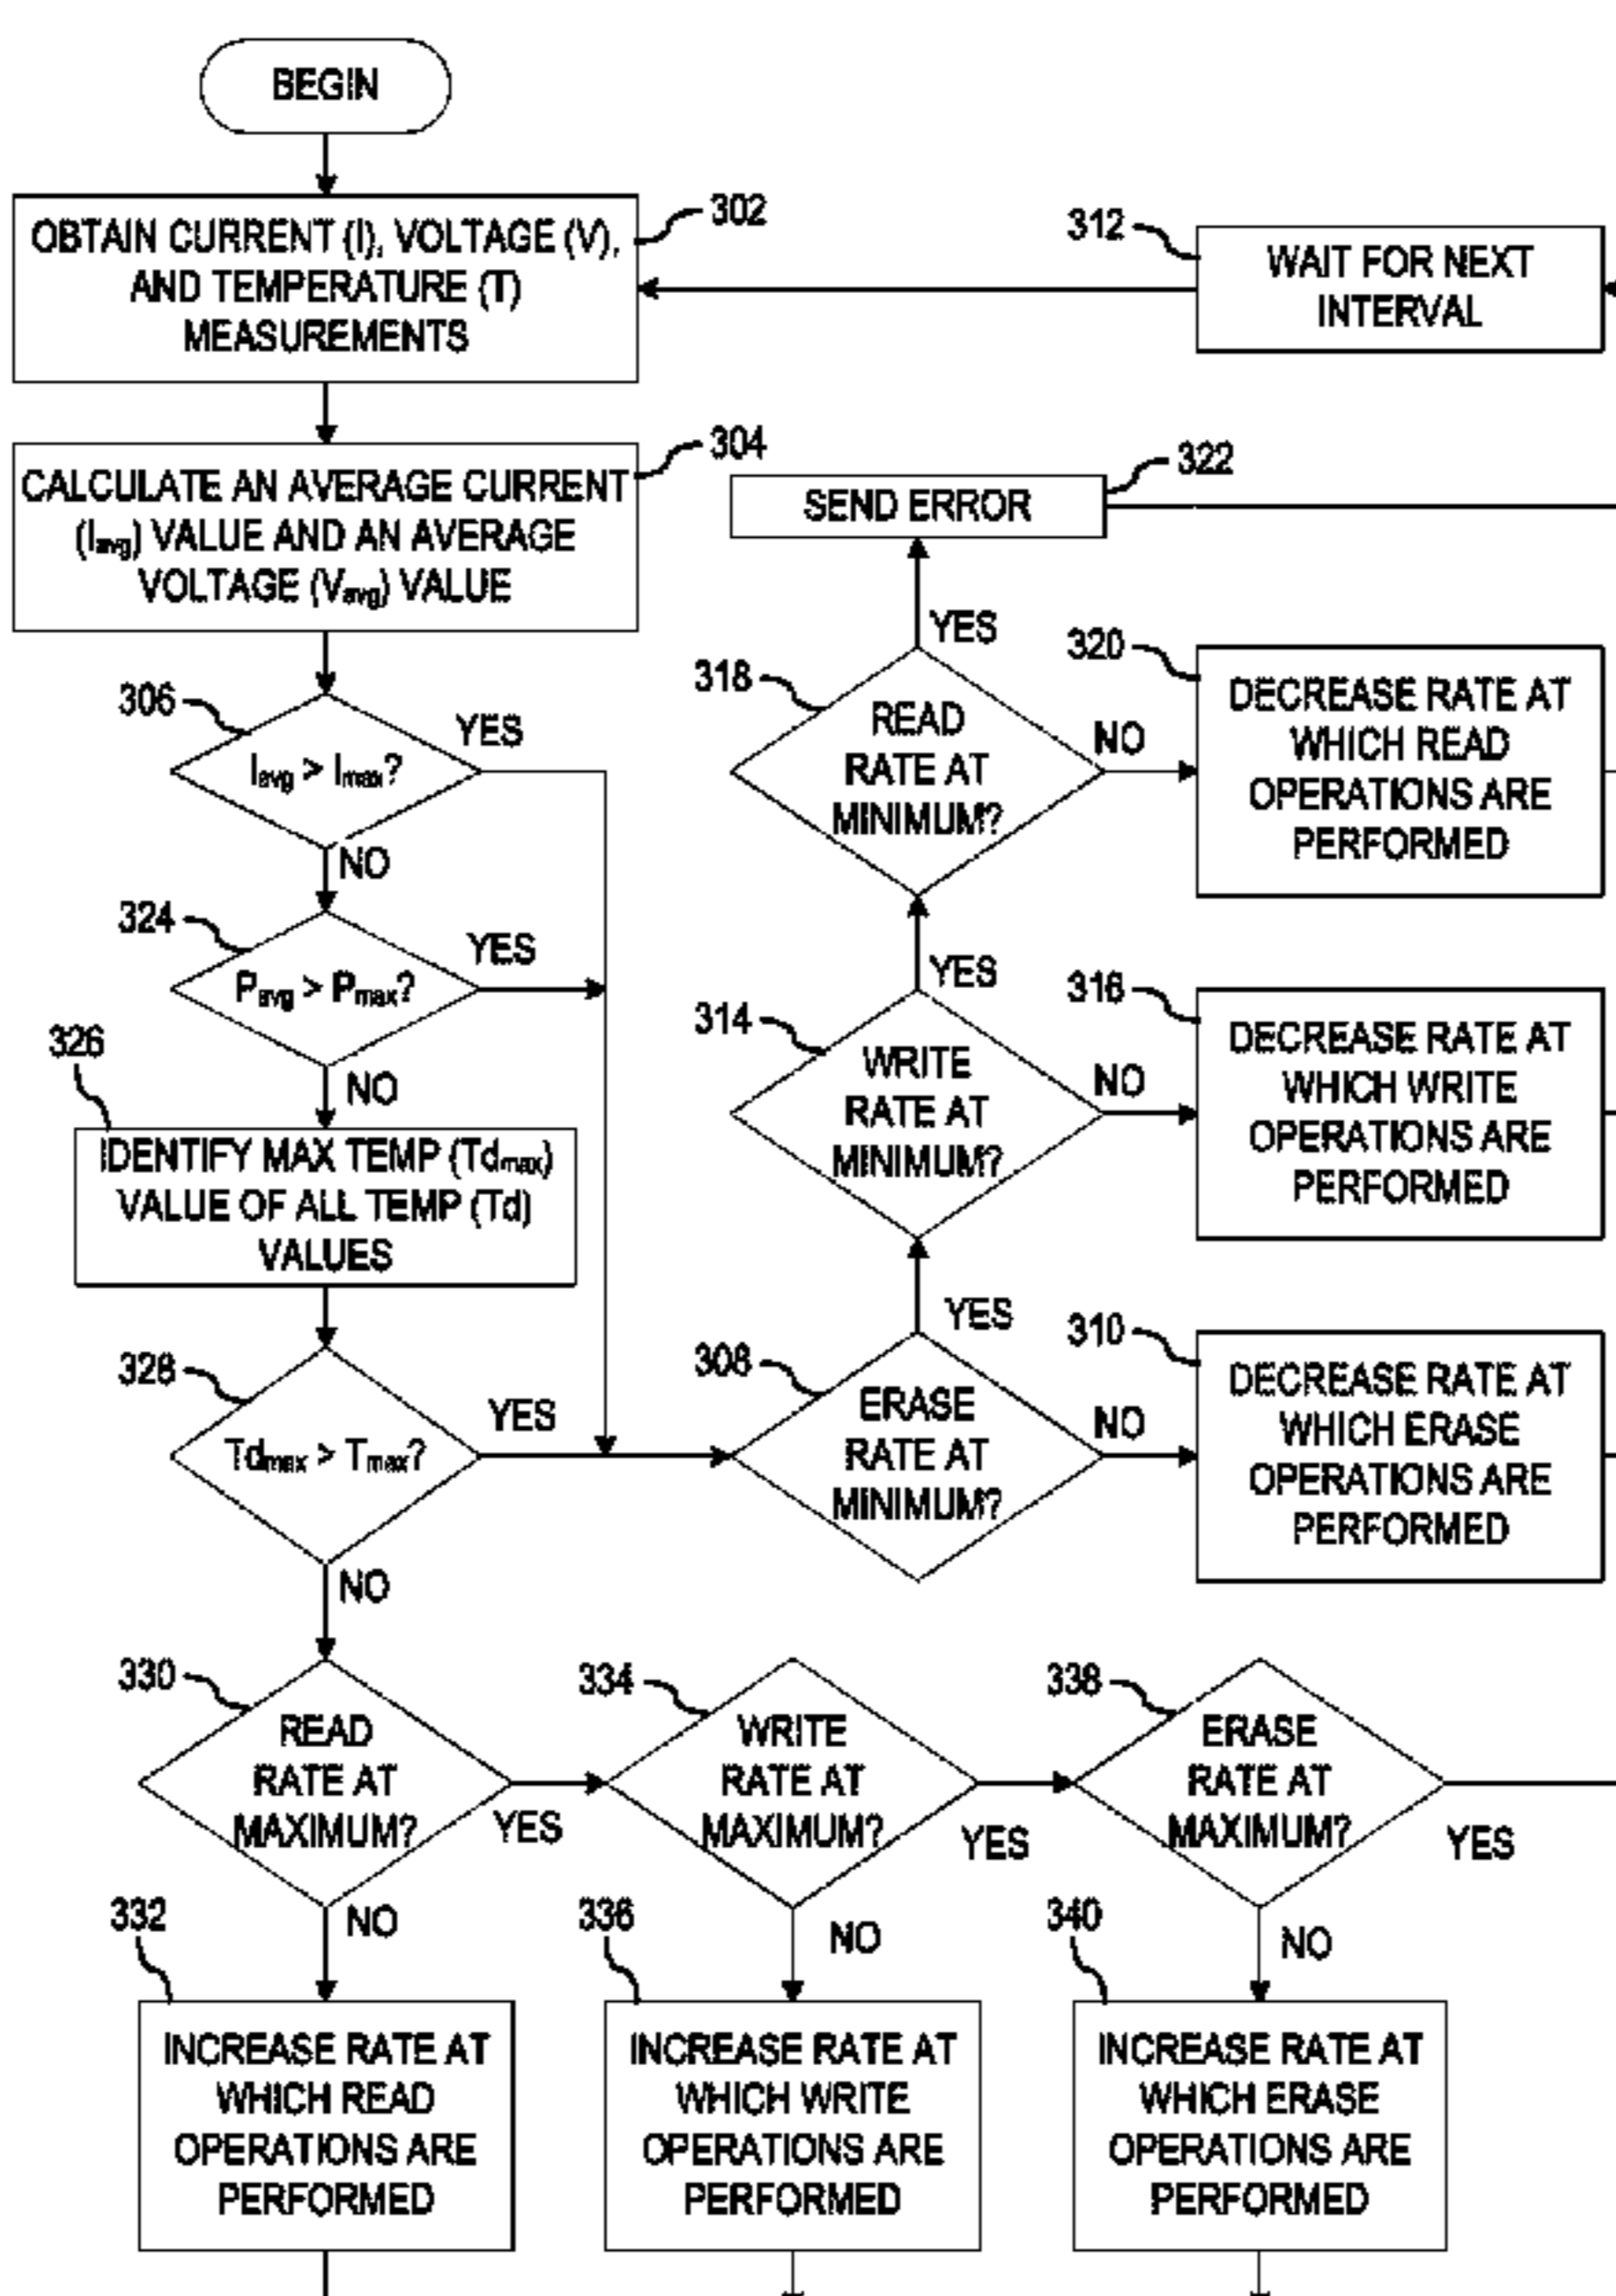 BEGIN
302
OBTAIN CURRENT (I), VOLTAGE (V),
AND TEMPERATURE (T)
MEASUREMENTS
312
WAIT FOR NEXT
INTERVAL
304
CALCULATE AN AVERAGE CURRENT
(Iavg) VALUE AND AN AVERAGE
VOLTAGE (Vavg) VALUE
322
SEND ERROR
YES
306
Iavg > Imax?
YES
NO
318
READ
RATE AT
MINIMUM?
NO
320
DECREASE RATE AT
WHICH READ
OPERATIONS ARE
PERFORMED
324
Pavg > Pmax?
YES
NO
YES
314
WRITE
RATE AT
MINIMUM?
NO
316
DECREASE RATE AT
WHICH WRITE
OPERATIONS ARE
PERFORMED
326
IDENTIFY MAX TEMP (Tdmax)
VALUE OF ALL TEMP (Td)
VALUES
YES
328
Tdmax > Tmax?
YES
NO
308
ERASE
RATE AT
MINIMUM?
NO
310
DECREASE RATE AT
WHICH ERASE
OPERATIONS ARE
PERFORMED
330
READ
RATE AT
MAXIMUM?
YES
NO
334
WRITE
RATE AT
MAXIMUM?
YES
NO
338
ERASE
RATE AT
MAXIMUM?
YES
NO
332
INCREASE RATE AT
WHICH READ
OPERATIONS ARE
PERFORMED
336
INCREASE RATE AT
WHICH WRITE
OPERATIONS ARE
PERFORMED
340
INCREASE RATE AT
WHICH ERASE
OPERATIONS ARE
PERFORMED